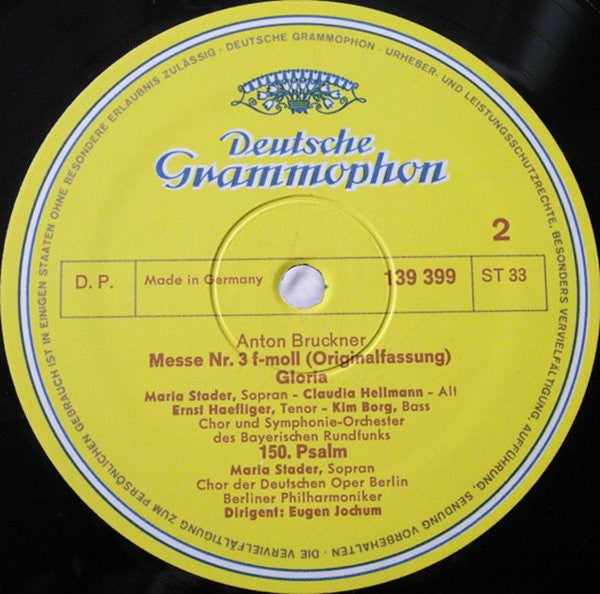 DEUTSCHE GRAMMOPHON · URHEBER- UND LEISTUNGSSCHUTZRECHTE, BESONDERS VERVIELFÄLTIGUNG, AUFFÜHRUNG, SENDUNG VORBEHALTEN · DIE VERVIELFÄLTIGUNG ZUM PERSÖNLICHEN GEBRAUCH IST IN EINIGEN STAATEN OHNE BESONDERE ERLAUBNIS ZULÄSSIG ·
Deutsche
Grammophon
2
D. P. Made in Germany 139 399 ST 33
Anton Bruckner
Messe Nr. 3 f-moll (Originalfassung)
Gloria
Maria Stader, Sopran – Claudia Hellmann – Alt
Ernst Haefliger, Tenor – Kim Borg, Bass
Chor und Symphonie-Orchester
des Bayerischen Rundfunks
150. Psalm
Maria Stader, Sopran
Chor der Deutschen Oper Berlin
Berliner Philharmoniker
Dirigent: Eugen Jochum